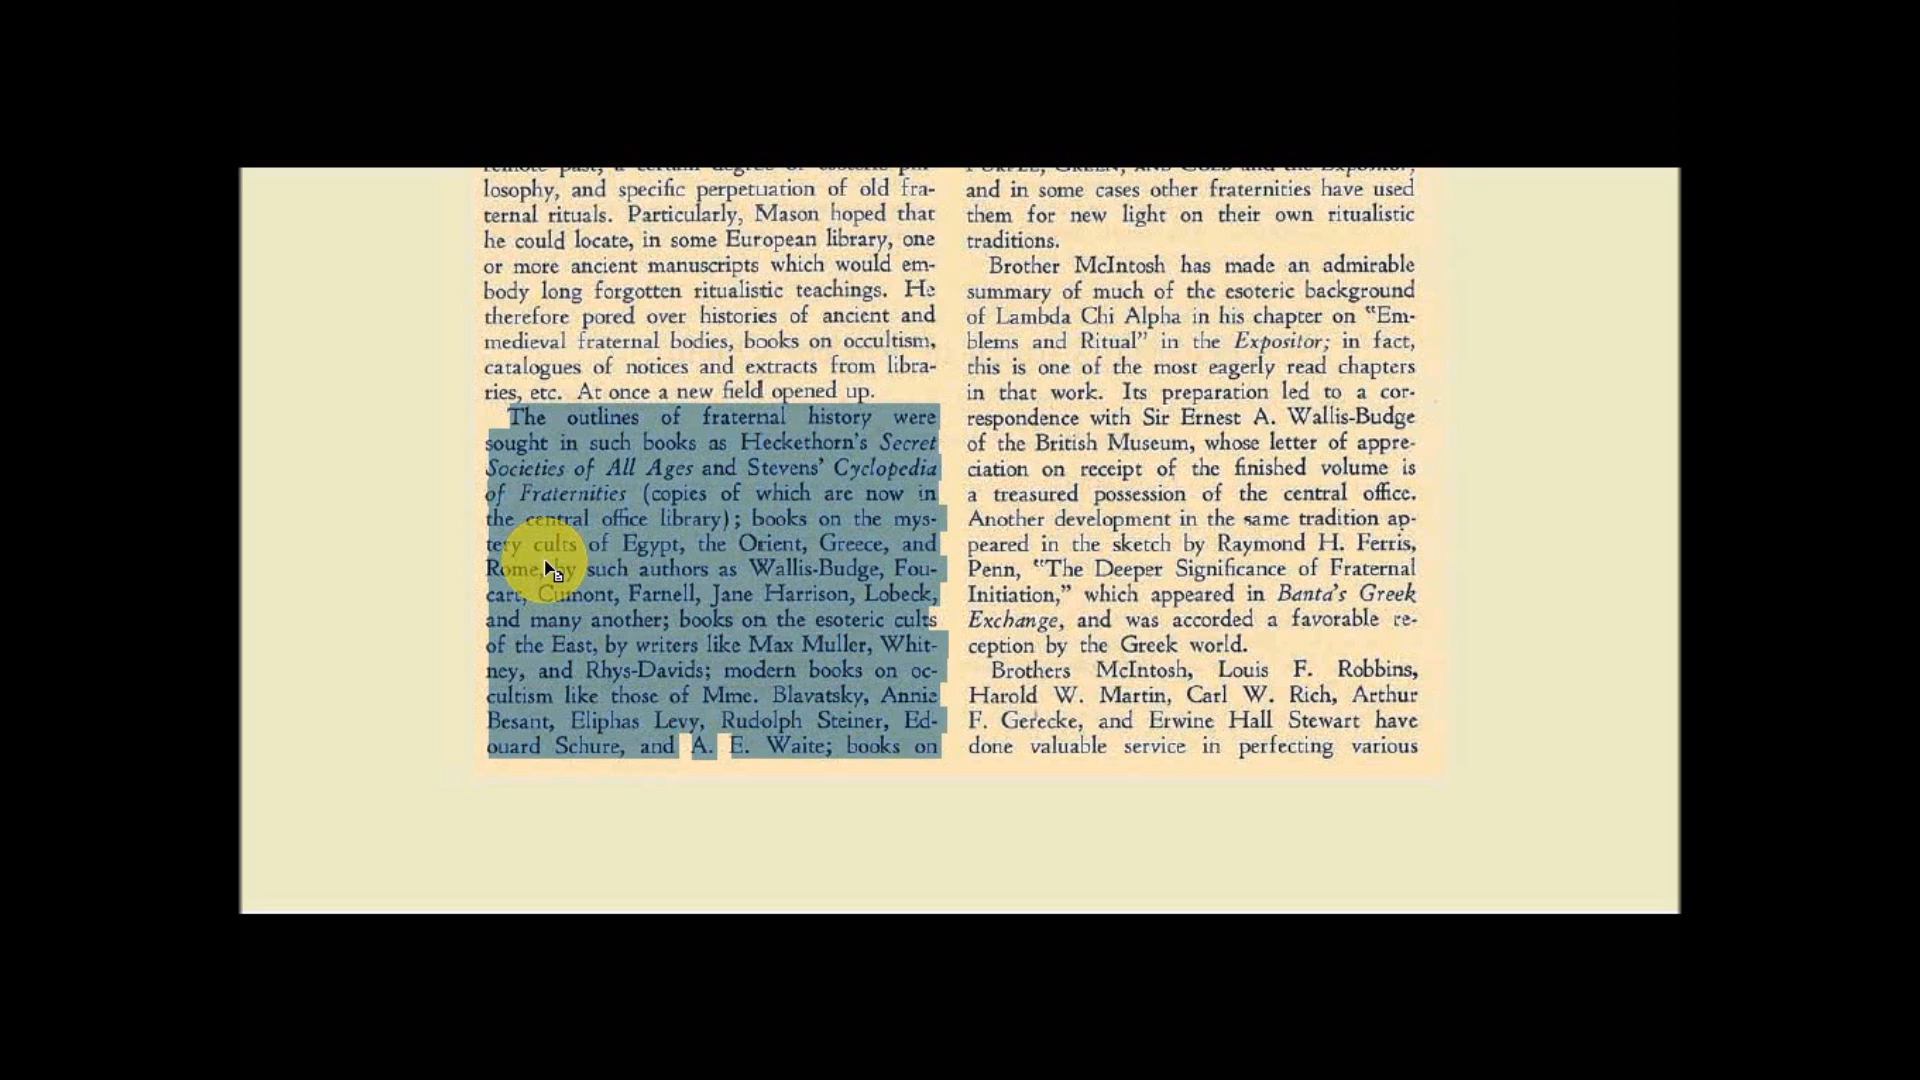 losophy, and specific perpetuation of old fra-
ternal rituals. Particularly, Mason hoped that
he could locate, in some European library, one
or more ancient manuscripts which would em-
body long forgotten ritualistic teachings. He
therefore pored over histories of ancient and
medieval fraternal bodies, books on occultism,
catalogues of notices and extracts from libra-
ries, etc. At once a new field opened up.
The outlines of fraternal history were
sought in such books as Heckethorn's Secret
Societies of All Ages and Stevens' Cyclopedia
of Fraternities (copies of which are now in
the central office library); books on the mys-
tery cults of Egypt, the Orient, Greece, and
Rome, by such authors as Wallis-Budge, Fou-
cart, Cumont, Farnell, Jane Harrison, Lobeck,
and many another; books on the esoteric cults
of the East, by writers like Max Muller, Whit-
ney, and Rhys-Davids; modern books on oc-
cultism like those of Mme. Blavatsky, Annie
Besant, Eliphas Levy, Rudolph Steiner, Ed-
ouard Schure, and A. E. Waite; books on
and in some cases other fraternities have used
them for new light on their own ritualistic
traditions.
Brother McIntosh has made an admirable
summary of much of the esoteric background
of Lambda Chi Alpha in his chapter on "Em-
blems and Ritual" in the Expositor; in fact,
this is one of the most eagerly read chapters
in that work. Its preparation led to a cor-
respondence with Sir Ernest A. Wallis-Budge
of the British Museum, whose letter of appre-
ciation on receipt of the finished volume is
a treasured possession of the central office.
Another development in the same tradition ap-
peared in the sketch by Raymond H. Ferris,
Penn, "The Deeper Significance of Fraternal
Initiation," which appeared in Banta's Greek
Exchange, and was accorded a favorable re-
ception by the Greek world.
Brothers McIntosh, Louis F. Robbins,
Harold W. Martin, Carl W. Rich, Arthur
F. Gerecke, and Erwine Hall Stewart have
done valuable service in perfecting various